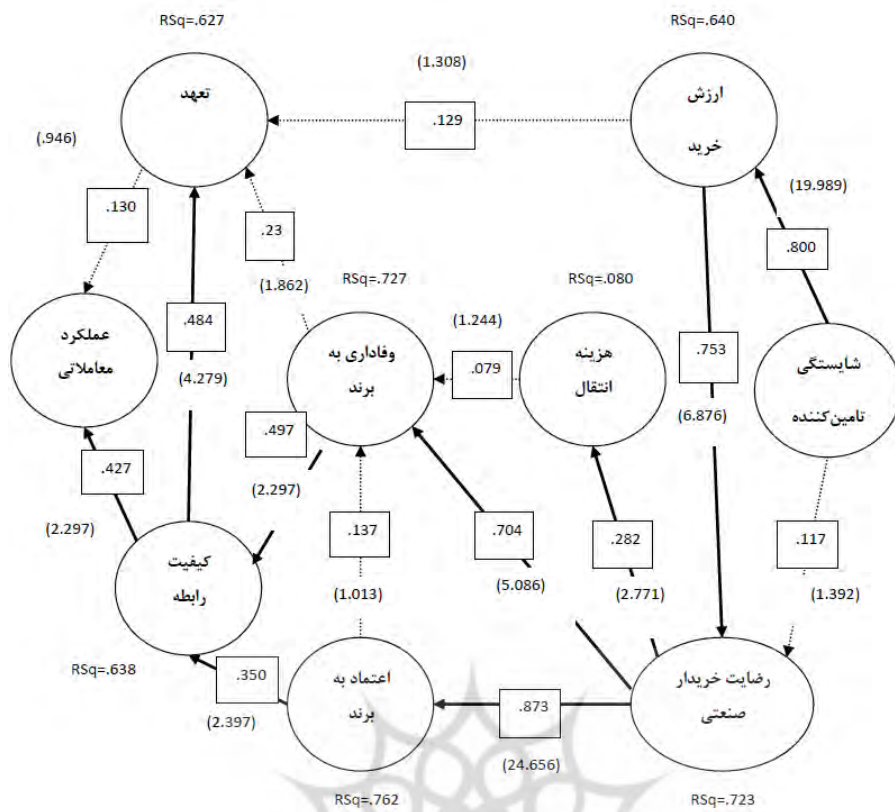 RSq=.627
RSq=.640
(1.308)
تعهد
ارزش
خرید
.129
(.946)
(19.989)
.130
.23
.800
(1.862)
RSq=.727
RSq=.080
(1.244)
عملکرد
معاملاتی
.484
(4.279)
وفاداری به
برند
.079
هزینه
انتقال
.753
(6.876)
شایستگی
تامین‌کننده
.497
.427
(2.297)
(2.297)
.137
.704
.282
.117
کیفیت
رابطه
(1.013)
(5.086)
(2.771)
(1.392)
RSq=.638
.350
(2.397)
اعتماد به
برند
.873
(24.656)
رضایت خریدار
صنعتی
RSq=.762
RSq=.723